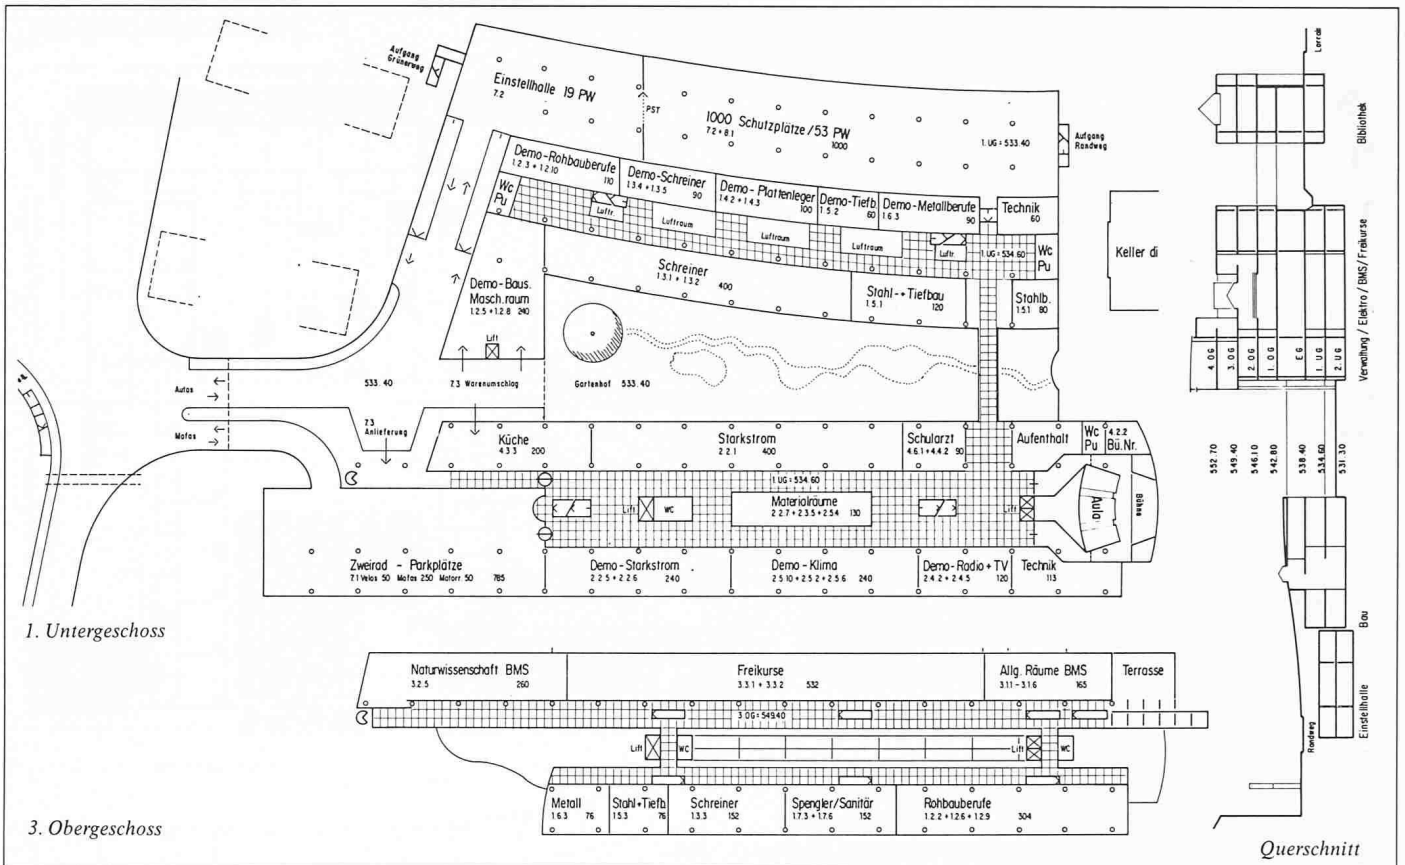 Aufgang
Grünerweg
Einstellhalle 19 PW
7.2
PST
1000 Schutzplätze/53 PW
7.2 + 8.1 1000
1.UG = 533.40
Aufgang
Randweg
Demo-Rohbauberufe
1.2.3 + 1.2.10 110
Demo-Schreiner
1.3.4 + 1.3.5 90
Demo - Plattenleger
1.4.2 + 1.4.3 100
Demo-Tiefb.
1.5.2 60
Demo-Metallberufe
1.6.3 90
Technik
60
Wc
Pu
Luftr.
Luftraum
Luftraum
Luftraum
Luftr.
1.UG = 534.60
Wc
Pu
Keller di
Schreiner
1.3.1 + 1.3.2 400
Demo-Baus.
Masch.raum
1.2.5 + 1.2.8 240
Stahl-+Tiefbau
1.5.1 120
Stahlb.
1.5.1 80
Lift
Autos
533.40
7.3 Warenumschlag
Gartenhof 533.40
Mofas
7.3
Anlieferung
Küche
4.3.3 200
Starkstrom
2.2.1 400
Schularzt
4.6.1 + 4.4.2 90
Aufenthalt
Wc
Pu
4.2.2
Bü.Nr.
1.UG = 534.60
Lift
WC
Materialräume
2.2.7 + 2.3.5 + 2.5.4 130
Lift
Aula
Bühne
Zweirad - Parkplätze
7.1 Velos 50 Mofas 250 Motorr. 50 785
Demo-Starkstrom
2.2.5 + 2.2.6 240
Demo-Klima
2.5.10 + 2.5.2 + 2.5.6 240
Demo-Radio + TV
2.4.2 + 2.4.5 120
Technik
113
1. Untergeschoss
Naturwissenschaft BMS
3.2.5 260
Freikurse
3.3.1 + 3.3.2 532
Allg. Räume BMS
3.1.1 - 3.1.6 165
Terrasse
3.OG = 549.40
Lift
WC
Lift
WC
Metall
1.6.3 76
Stahl+Tiefb.
1.5.3 76
Schreiner
1.3.3 152
Spengler/Sanitär
1.7.3 + 1.7.6 152
Rohbauberufe
1.2.2 + 1.2.6 + 1.2.9 304
3. Obergeschoss
Bibliothek
Verwaltung / Elektro / BMS / Freikurse
4. OG
3. OG
2. OG
1. OG
EG
1. UG
2. UG
552.70
549.40
546.10
542.80
538.40
534.60
531.30
Bau
Einstellhalle
Randweg
Querschnitt